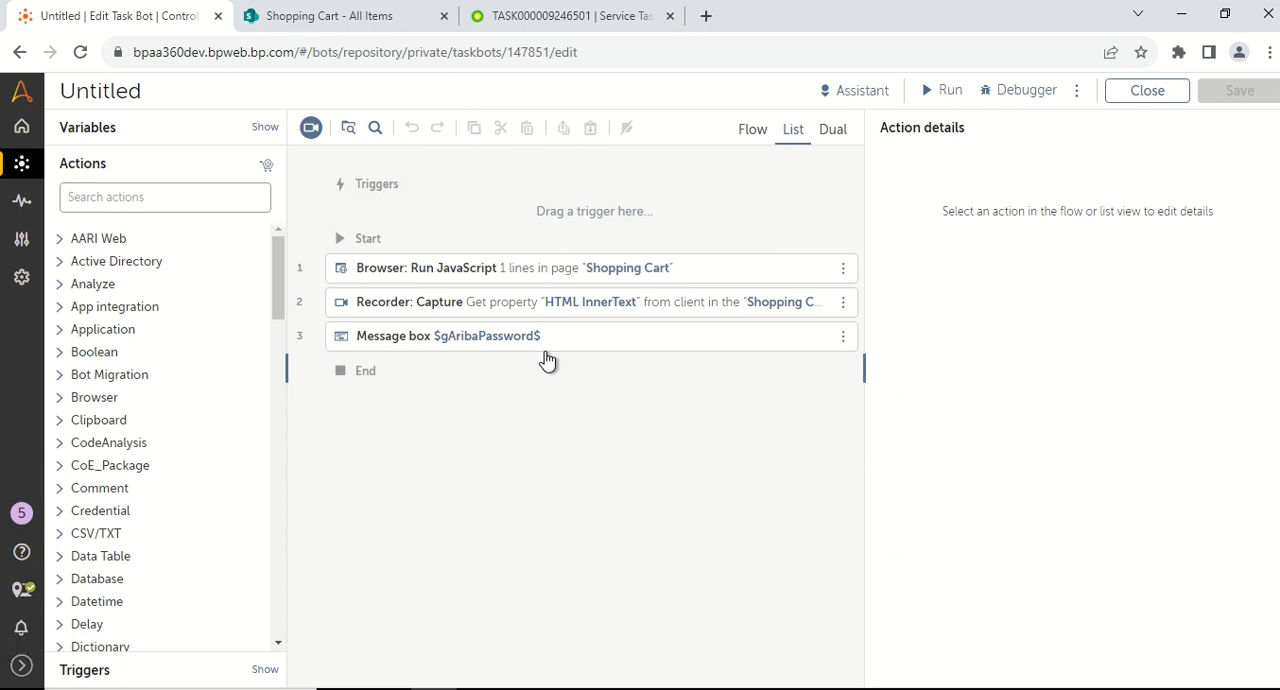 Untitled | Edit Task Bot | Control
Shopping Cart - All Items
TASK000009246501 | Service Tas
bpaa360dev.bpweb.bp.com/#/bots/repository/private/taskbots/147851/edit
Untitled
Assistant
Run
Debugger
Close
Save
Variables
Show
Flow
List
Dual
Action details
Actions
Search actions
AARI Web
Active Directory
Analyze
App integration
Application
Boolean
Bot Migration
Browser
Clipboard
CodeAnalysis
CoE_Package
Comment
Credential
CSV/TXT
Data Table
Database
Datetime
Delay
Dictionary
Triggers
Show
Triggers
Drag a trigger here...
Start
1 Browser: Run JavaScript 1 lines in page "Shopping Cart"
2 Recorder: Capture Get property "HTML InnerText" from client in the "Shopping C...
3 Message box $gAribaPassword$
End
Select an action in the flow or list view to edit details
5